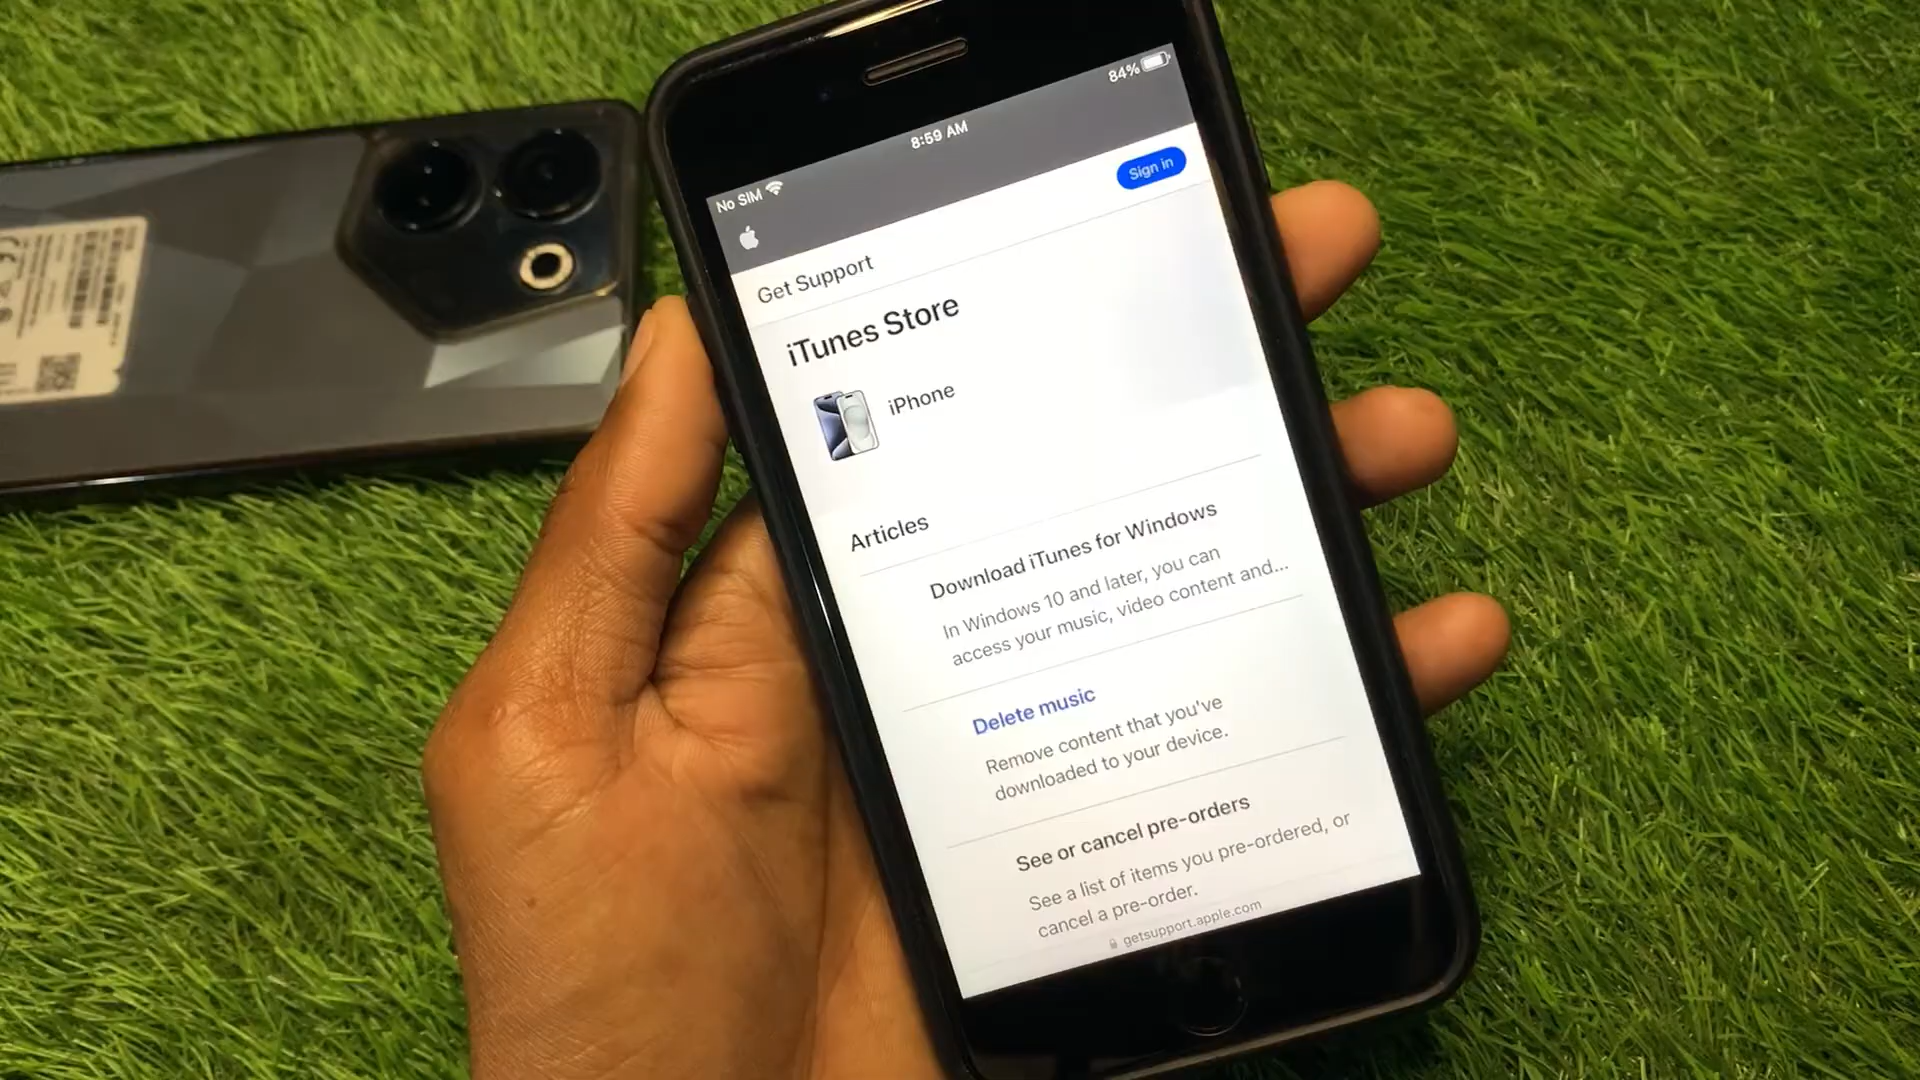 84%
8:59 AM
No SIM
Sign in
Get Support
iTunes Store
iPhone
Articles
Download iTunes for Windows
In Windows 10 and later, you can
access your music, video content and...
Delete music
Remove content that you've
downloaded to your device.
See or cancel pre-orders
See a list of items you pre-ordered, or
cancel a pre-order.
getsupport.apple.com